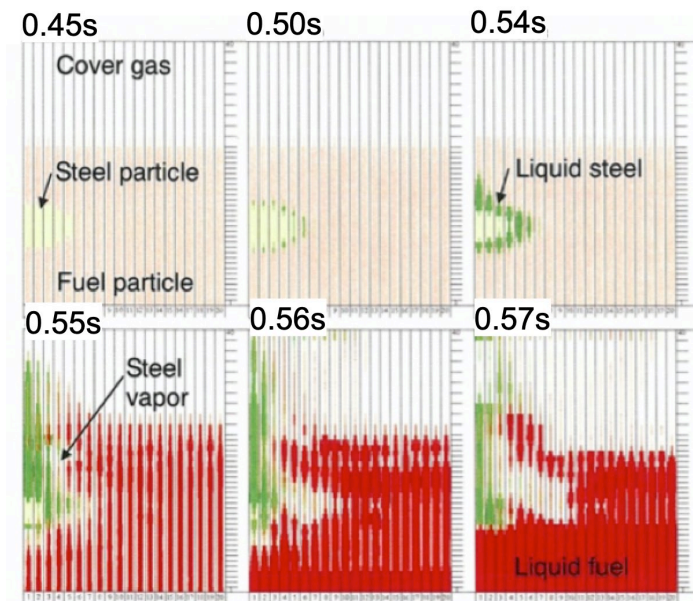 0.45s
0.50s
0.54s
Cover gas
Steel particle
Liquid steel
Fuel particle
0.55s
0.56s
0.57s
Steel
vapor
Liquid fuel